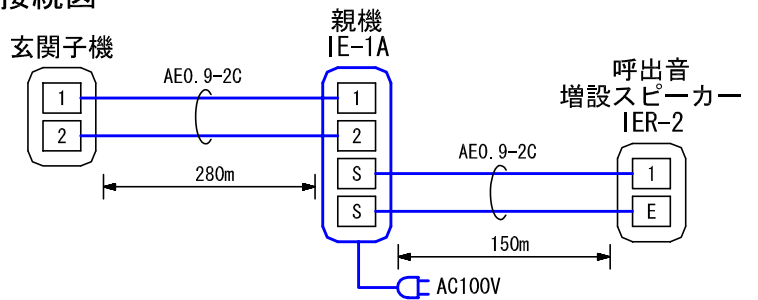 接続図
玄関子機
1
2
AE0.9-2C
280m
親機
IE-1A
1
2
S
S
AC100V
AE0.9-2C
150m
呼出音
増設スピーカー
IER-2
1
E